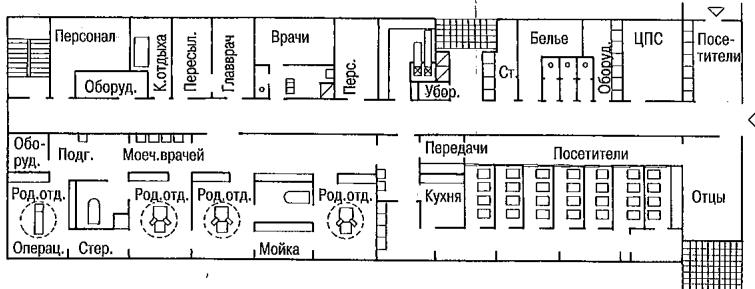 Персонал
Оборуд.
К.отдыха
Пересыл.
Главврач
Врачи
Перс.
Убор.
Ст.
Белье
Оборуд.
ЦПС
Посе-
тители
Обо-
руд.
Подг.
Моеч.врачей
Передачи
Посетители
Род.отд.
Род.отд.
Род.отд.
Род.отд.
Кухня
Отцы
Операц.
Стер.
Мойка